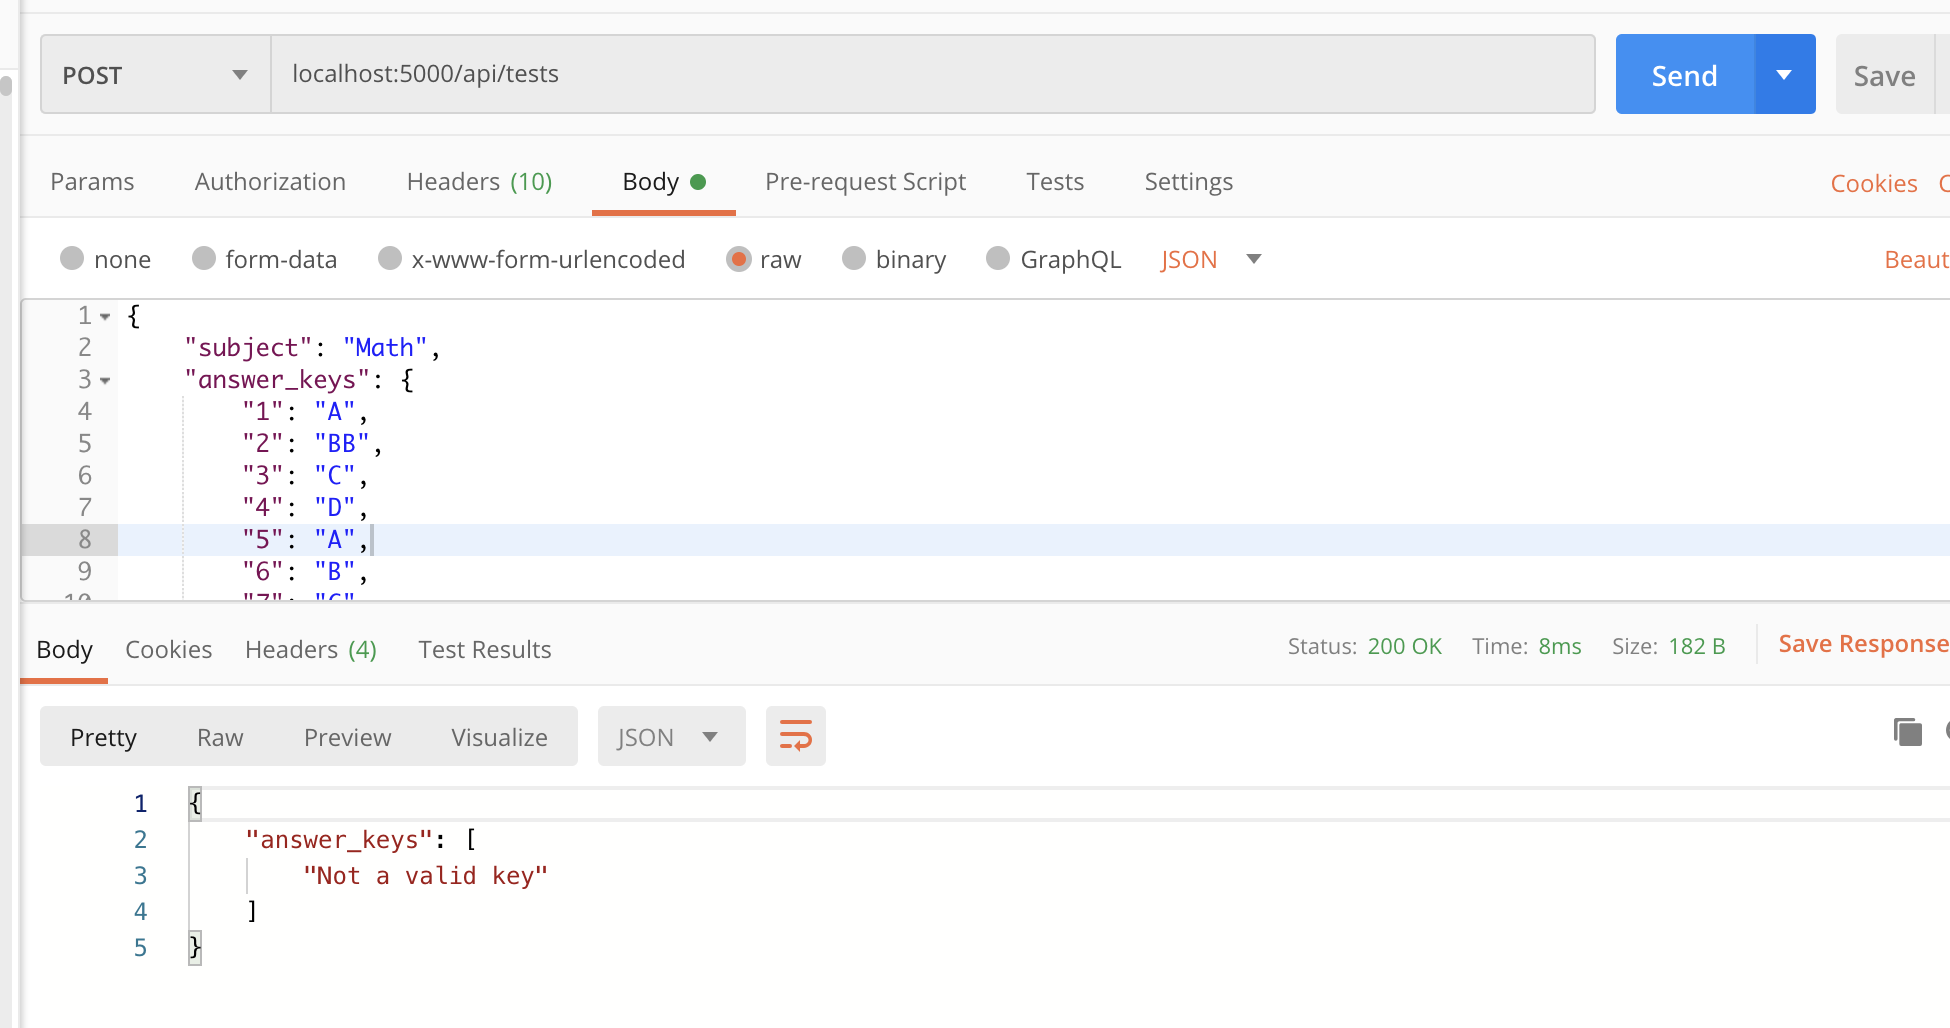 POST localhost:5000/api/tests Send Save
Params Authorization Headers (10) Body Pre-request Script Tests Settings Cookies
none form-data x-www-form-urlencoded raw binary GraphQL JSON Beaut
1 {
2 "subject": "Math",
3 "answer_keys": {
4 "1": "A",
5 "2": "BB",
6 "3": "C",
7 "4": "D",
8 "5": "A",
9 "6": "B",
Body Cookies Headers (4) Test Results Status: 200 OK Time: 8ms Size: 182 B Save Response
Pretty Raw Preview Visualize JSON
1 {
2 "answer_keys": [
3 "Not a valid key"
4 ]
5 }